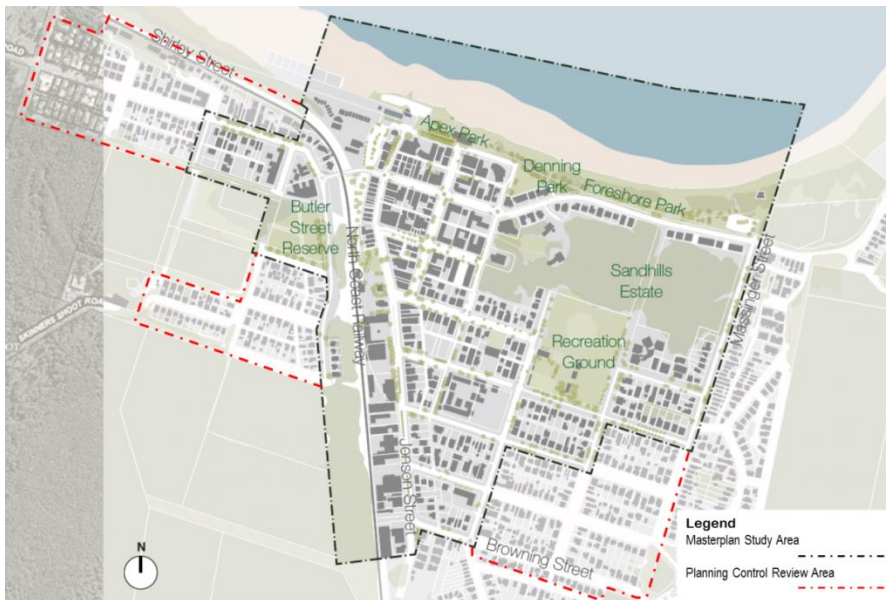 ROAD
Shirley Street
Apex Park
Denning
Park
Foreshore Park
Butler
Street
Reserve
North Coast Railway
Sandhills
Estate
Massinger Street
Recreation
Ground
SKINNERS SHOOT ROAD
Jonson Street
Browning Street
N
Legend
Masterplan Study Area
Planning Control Review Area